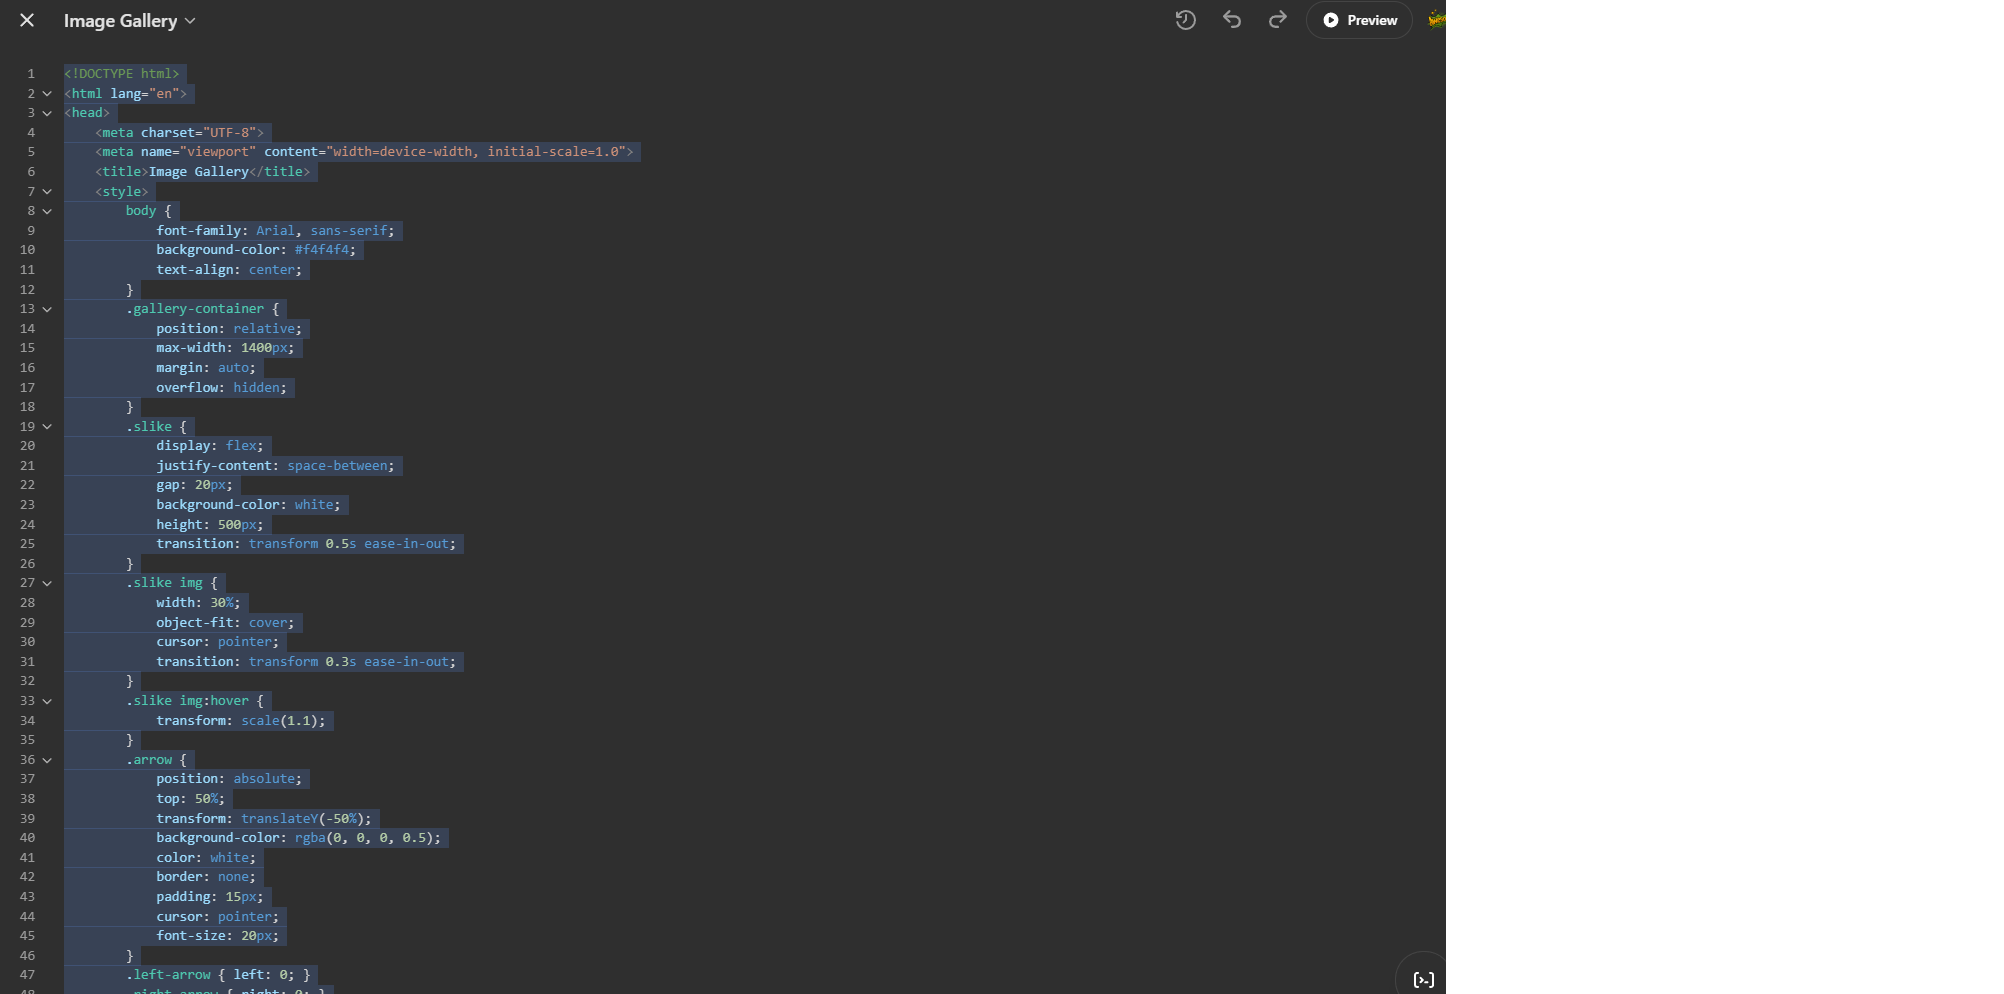 Image Gallery
Preview
1 <!DOCTYPE html>
2 <html lang="en">
3 <head>
4     <meta charset="UTF-8">
5     <meta name="viewport" content="width=device-width, initial-scale=1.0">
6     <title>Image Gallery</title>
7     <style>
8         body {
9             font-family: Arial, sans-serif;
10             background-color: #f4f4f4;
11             text-align: center;
12         }
13         .gallery-container {
14             position: relative;
15             max-width: 1400px;
16             margin: auto;
17             overflow: hidden;
18         }
19         .slike {
20             display: flex;
21             justify-content: space-between;
22             gap: 20px;
23             background-color: white;
24             height: 500px;
25             transition: transform 0.5s ease-in-out;
26         }
27         .slike img {
28             width: 30%;
29             object-fit: cover;
30             cursor: pointer;
31             transition: transform 0.3s ease-in-out;
32         }
33         .slike img:hover {
34             transform: scale(1.1);
35         }
36         .arrow {
37             position: absolute;
38             top: 50%;
39             transform: translateY(-50%);
40             background-color: rgba(0, 0, 0, 0.5);
41             color: white;
42             border: none;
43             padding: 15px;
44             cursor: pointer;
45             font-size: 20px;
46         }
47         .left-arrow { left: 0; }
48         .right-arrow { right: 0; }